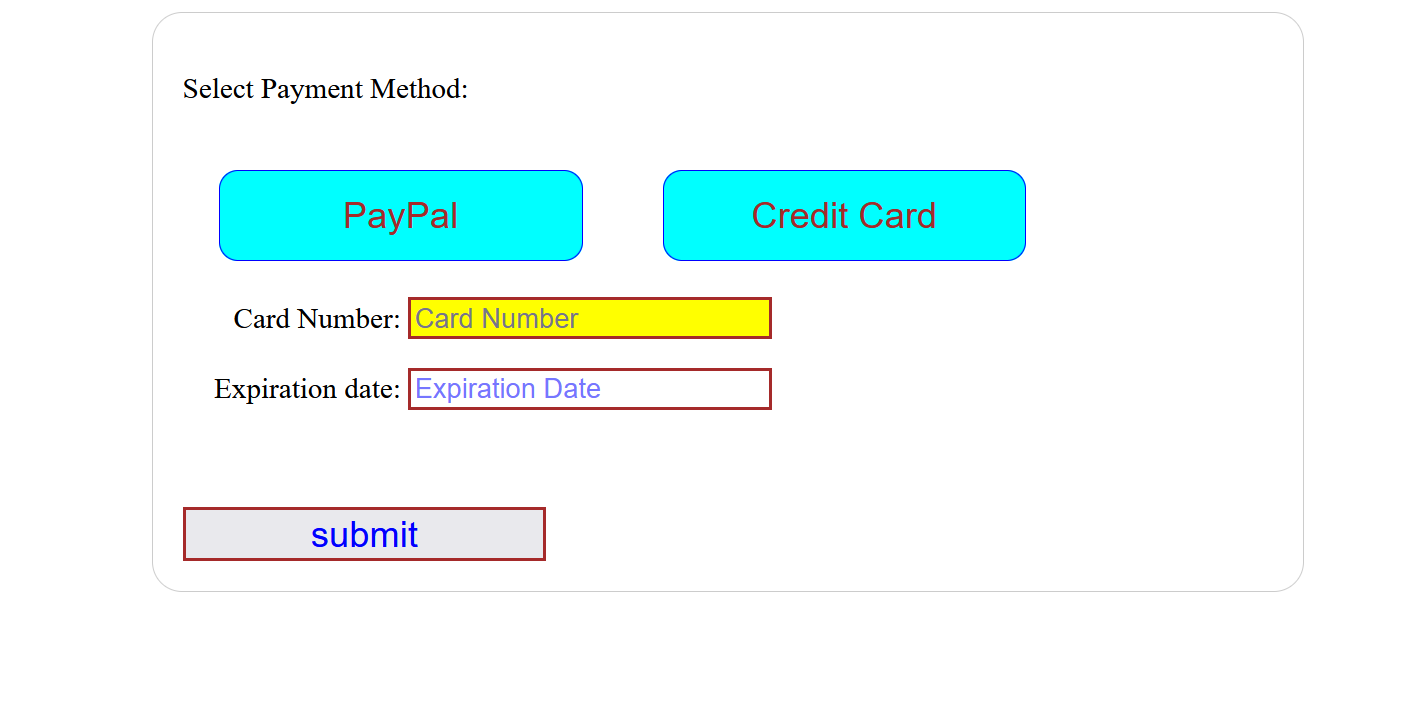 Select Payment Method:
PayPal Credit Card
Card Number: Card Number
Expiration date: Expiration Date
submit